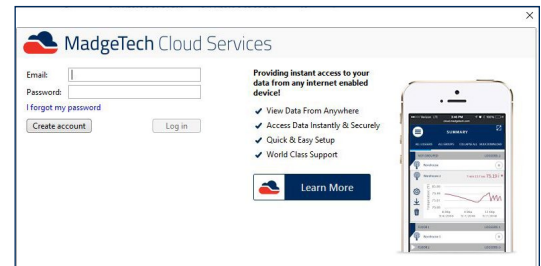 MadgeTech Cloud Services
Email:
Password:
I forgot my password
Create account
Log in
Providing instant access to your
data from any internet enabled
device!
✓ View Data From Anywhere
✓ Access Data Instantly & Securely
✓ Quick & Easy Setup
✓ World Class Support
Learn More
SUMMARY